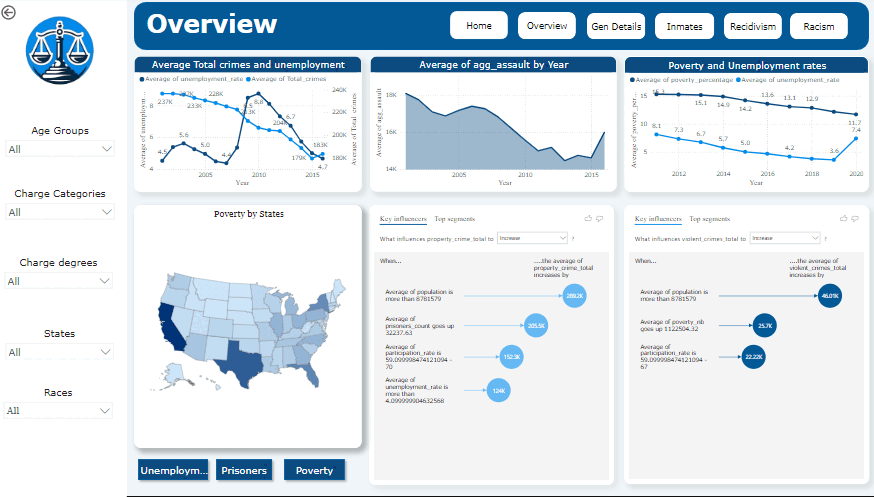 Overview
Home
Overview
Gen Details
Inmates
Recidivism
Racism
Age Groups
All
Charge Categories
All
Charge degrees
All
States
All
Races
All
Average Total crimes and unemployment
Average of unemployment_rate
Average of Total_crimes
Average of unemploym...
Average of Total_crimes
8
6
4
240K
220K
200K
180K
237K
233K
228K
4.5
5.6
5.0
4.4
8.8
6.7
204K
179K
183K
4.7
2005
2010
2015
Year
Average of agg_assault by Year
Average of agg_assault
18K
16K
14K
2005
2010
2015
Year
Poverty and Unemployment rates
Average of poverty_percentage
Average of unemployment_rate
Average of poverty_per...
15
10
5
15.1
14.9
14.2
13.6
13.1
12.9
11.7
8.1
7.3
6.7
5.7
5.0
4.2
3.6
7.4
2012
2014
2016
2018
2020
Year
Poverty by States
Unemploym...
Prisoners
Poverty
Key influencers
Top segments
What influences property_crime_total to
Increase
?
When...
....the average of
property_crime_total
increases by
Average of population is
more than 8781579
289.2K
Average of
prisoners_count goes up
32237.63
205.5K
Average of
participation_rate is
59.099998474121094 -
70
152.3K
Average of
unemployment_rate is
more than
4.099999904632568
124K
Key influencers
Top segments
What influences violent_crimes_total to
Increase
?
When...
....the average of
violent_crimes_total
increases by
Average of population is
more than 8781579
46.01K
Average of poverty_nb
goes up 1122504.32
25.7K
Average of
participation_rate is
59.099998474121094 -
67
22.22K